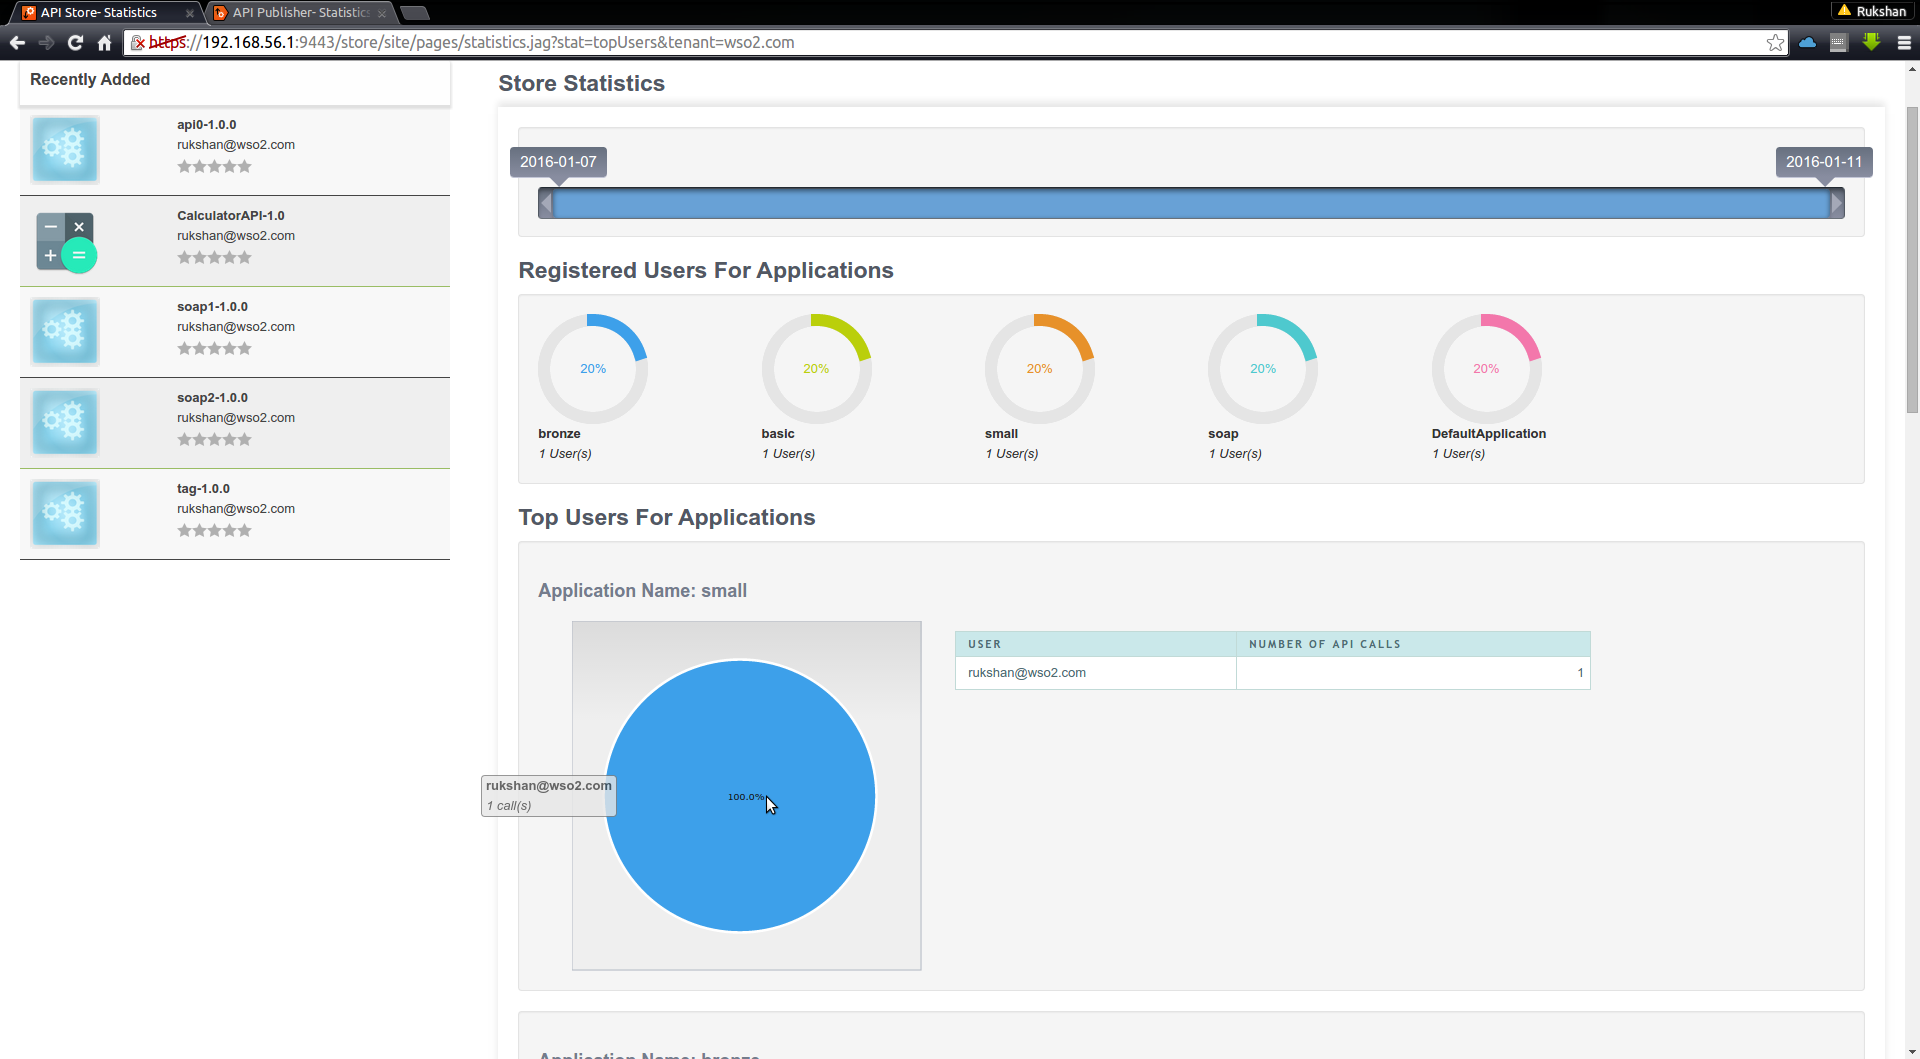 API Store- Statistics
API Publisher- Statistics
Rukshan
https://192.168.56.1:9443/store/site/pages/statistics.jag?stat=topUsers&tenant=wso2.com
Recently Added
api0-1.0.0
rukshan@wso2.com
CalculatorAPI-1.0
rukshan@wso2.com
soap1-1.0.0
rukshan@wso2.com
soap2-1.0.0
rukshan@wso2.com
tag-1.0.0
rukshan@wso2.com
Store Statistics
2016-01-07
2016-01-11
Registered Users For Applications
20%
bronze
1 User(s)
20%
basic
1 User(s)
20%
small
1 User(s)
20%
soap
1 User(s)
20%
DefaultApplication
1 User(s)
Top Users For Applications
Application Name: small
100.0%
rukshan@wso2.com
1 call(s)
USER NUMBER OF API CALLS
rukshan@wso2.com 1
Application Name: bronze